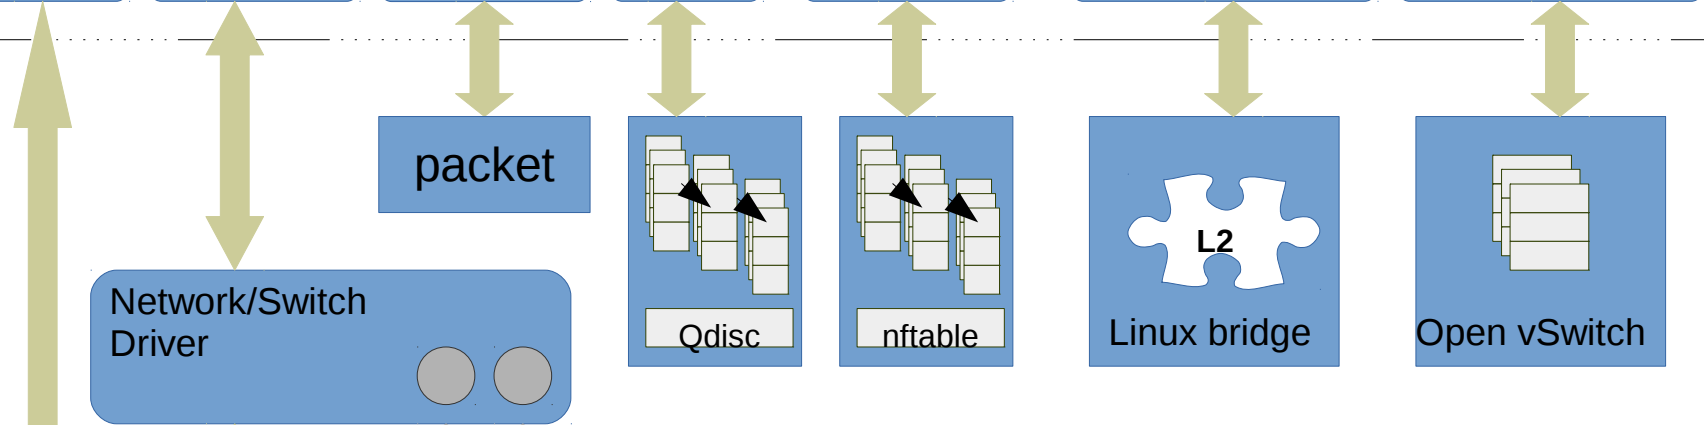 packet
Network/Switch
Driver
Qdisc
nftable
L2
Linux bridge
Open vSwitch